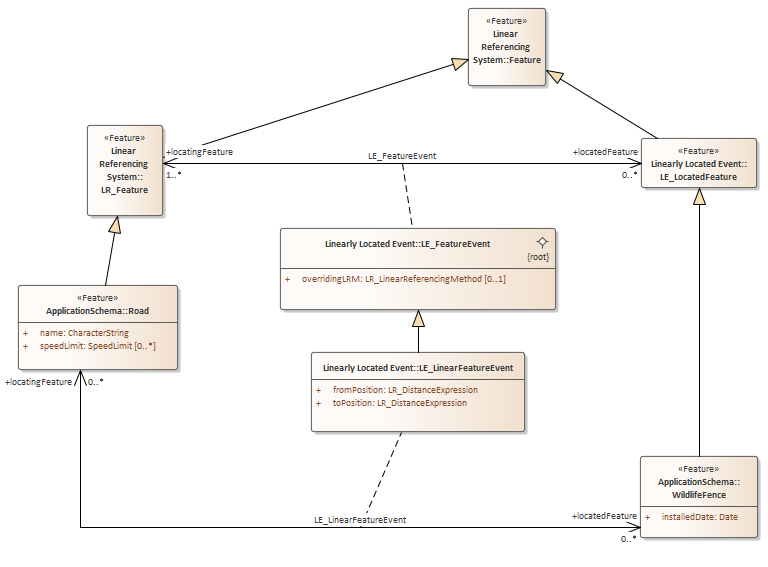 «Feature»
Linear
Referencing
System::Feature
«Feature»
Linear
Referencing
System::
LR_Feature
+locatingFeature
1..*
LE_FeatureEvent
+locatedFeature
0..*
«Feature»
Linearly Located Event::
LE_LocatedFeature
Linearly Located Event::LE_FeatureEvent
{root}
+ overridingLRM: LR_LinearReferencingMethod [0..1]
«Feature»
ApplicationSchema::Road
+ name: CharacterString
+ speedLimit: SpeedLimit [0..*]
+locatingFeature
0..*
Linearly Located Event::LE_LinearFeatureEvent
+ fromPosition: LR_DistanceExpression
+ toPosition: LR_DistanceExpression
«Feature»
ApplicationSchema::
WildlifeFence
+ installedDate: Date
LE_LinearFeatureEvent
+locatedFeature
0..*